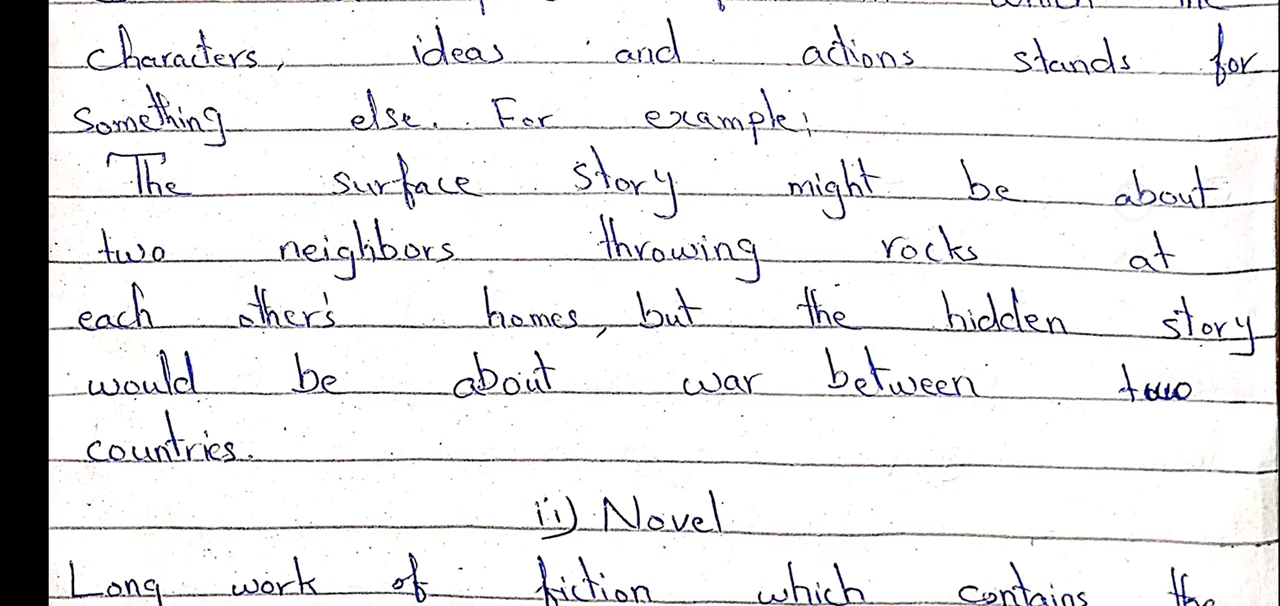 characters, ideas and actions stands for
something else. For example;
The surface story might be about
two neighbors throwing rocks at
each other's homes, but the hidden story
would be about war between two
countries.
ii) Novel
Long work of fiction which contains the